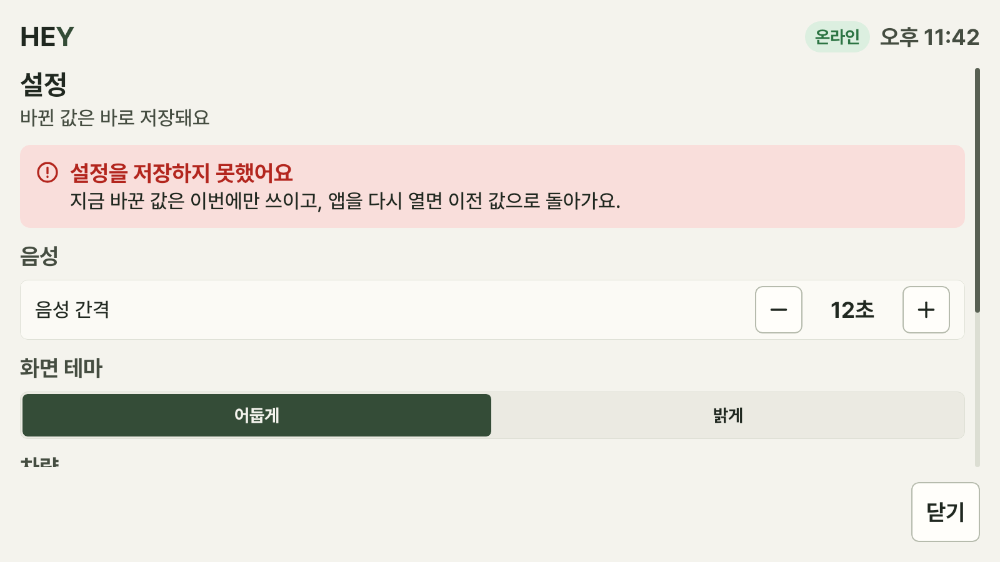 HEY
온라인 오후 11:42
설정
바뀐 값은 바로 저장돼요
설정을 저장하지 못했어요
지금 바꾼 값은 이번에만 쓰이고, 앱을 다시 열면 이전 값으로 돌아가요.
음성
음성 간격
12초
화면 테마
어둡게
밝게
닫기